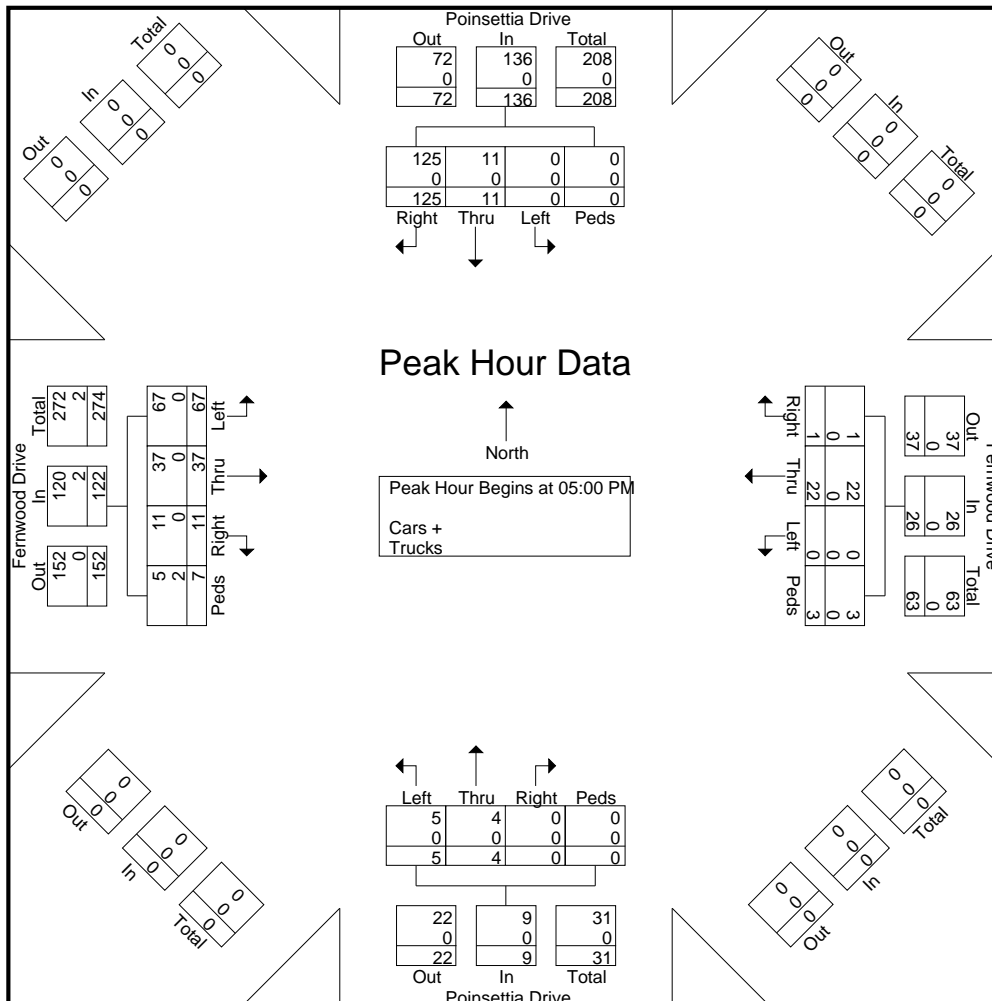 Poinsettia Drive
Out In Total
72 136 208
0 0 0
72 136 208
125 11 0 0
0 0 0 0
125 11 0 0
Right Thru Left Peds
Total
0
0
0
In
0
0
0
Out
0
0
0
Out
0
0
0
In
0
0
0
Total
0
0
0
Fernwood Drive
Out In Total
152 120 272
0 2 2
152 122 274
5 11 37 67
2 0 0 0
7 11 37 67
Peds Right Thru Left
Peak Hour Data
North
Peak Hour Begins at 05:00 PM
Cars +
Trucks
Fernwood Drive
Out In Total
37 26 63
0 0 0
37 26 63
1 22 0 3
0 0 0 0
1 22 0 3
Right Thru Left Peds
Left Thru Right Peds
5 4 0 0
0 0 0 0
5 4 0 0
22 9 31
0 0 0
22 9 31
Out In Total
Poinsettia Drive
0
0
0
Out
0
0
0
In
0
0
0
Total
0
0
0
Total
0
0
0
In
0
0
0
Out